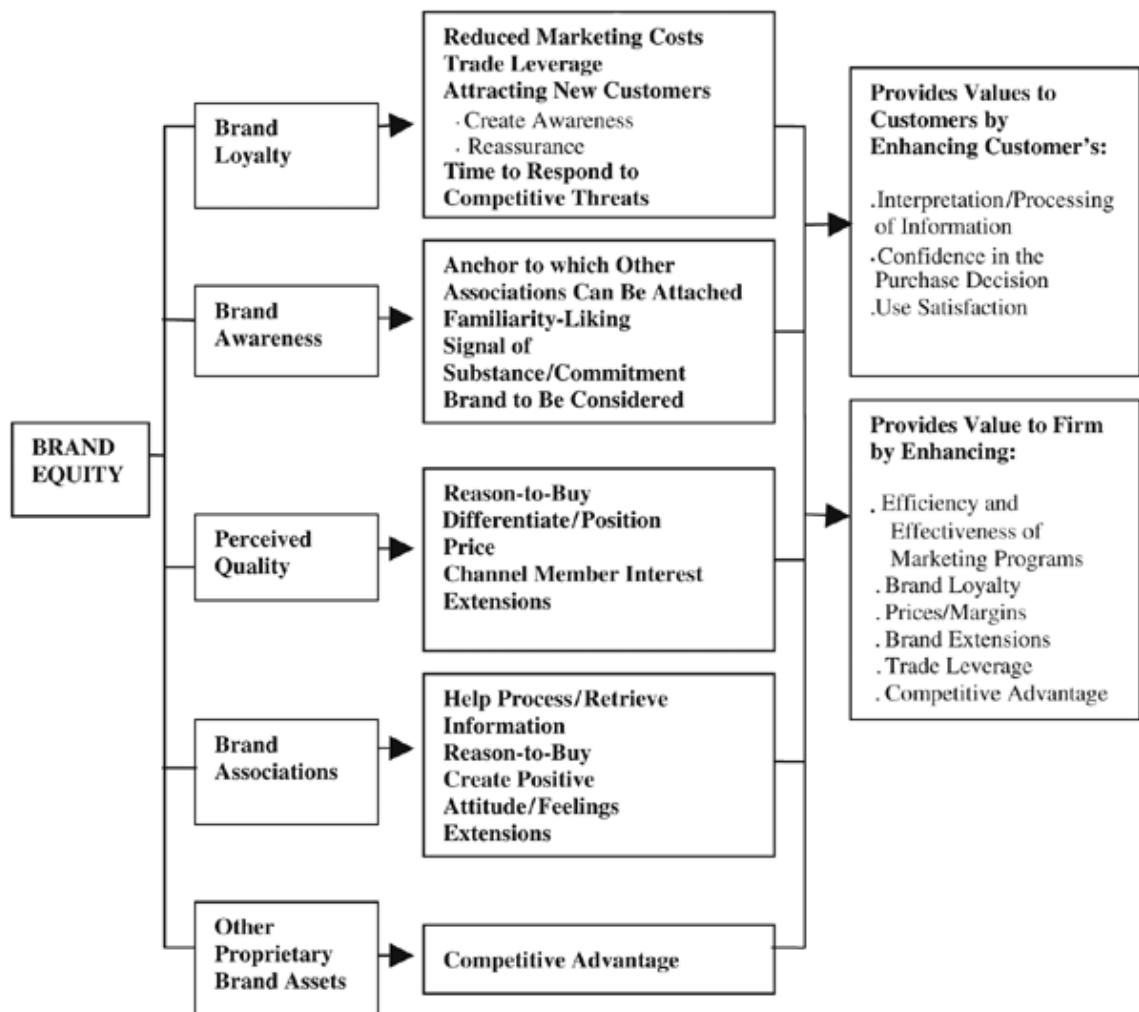 BRAND
EQUITY
Brand
Loyalty
Reduced Marketing Costs
Trade Leverage
Attracting New Customers
· Create Awareness
· Reassurance
Time to Respond to
Competitive Threats
Brand
Awareness
Anchor to which Other
Associations Can Be Attached
Familiarity-Liking
Signal of
Substance/Commitment
Brand to Be Considered
Perceived
Quality
Reason-to-Buy
Differentiate/Position
Price
Channel Member Interest
Extensions
Brand
Associations
Help Process/Retrieve
Information
Reason-to-Buy
Create Positive
Attitude/Feelings
Extensions
Other
Proprietary
Brand Assets
Competitive Advantage
Provides Values to
Customers by
Enhancing Customer's:
.Interpretation/Processing
of Information
.Confidence in the
Purchase Decision
.Use Satisfaction
Provides Value to Firm
by Enhancing:
. Efficiency and
Effectiveness of
Marketing Programs
. Brand Loyalty
. Prices/Margins
. Brand Extensions
. Trade Leverage
. Competitive Advantage